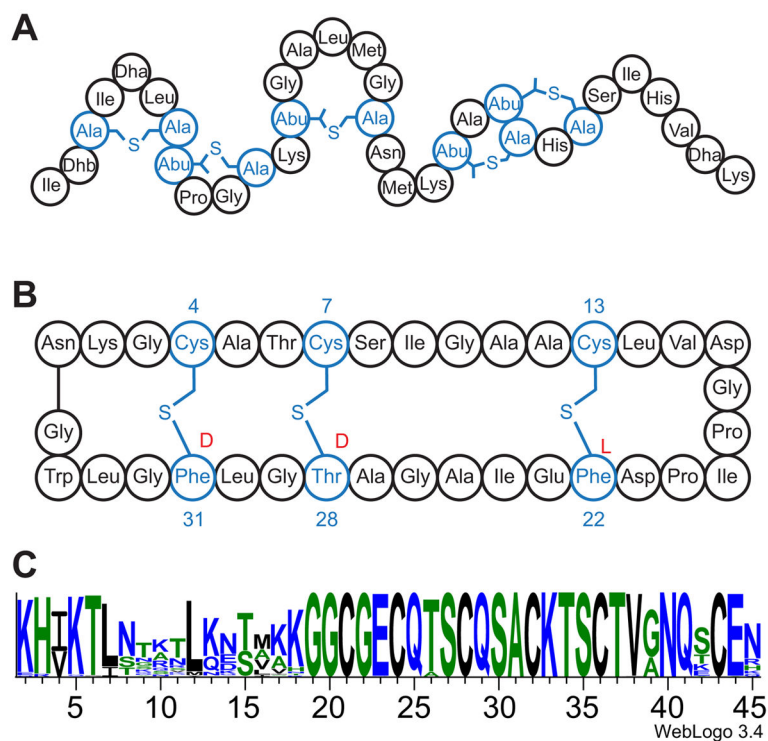 A
Ile Dhb Ala Ile Dha Leu Ala Abu Pro Gly Ala Lys Abu Gly Ala Leu Met Gly Ala Asn Met Lys Abu Ala Abu Ala His Ala Ser Ile His Val Dha Lys
S S S S S
B
4 7 13
Asn Lys Gly Cys Ala Thr Cys Ser Ile Gly Ala Ala Cys Leu Val Asp
Gly
S S S
Gly Pro
D D L
Trp Leu Gly Phe Leu Gly Thr Ala Gly Ala Ile Glu Phe Asp Pro Ile
31 28 22
C
KHIKTLNTKTLKNTMKKGGCGECQTSCQSACKTSCTVGNQSCEN
5 10 15 20 25 30 35 40 45
WebLogo 3.4